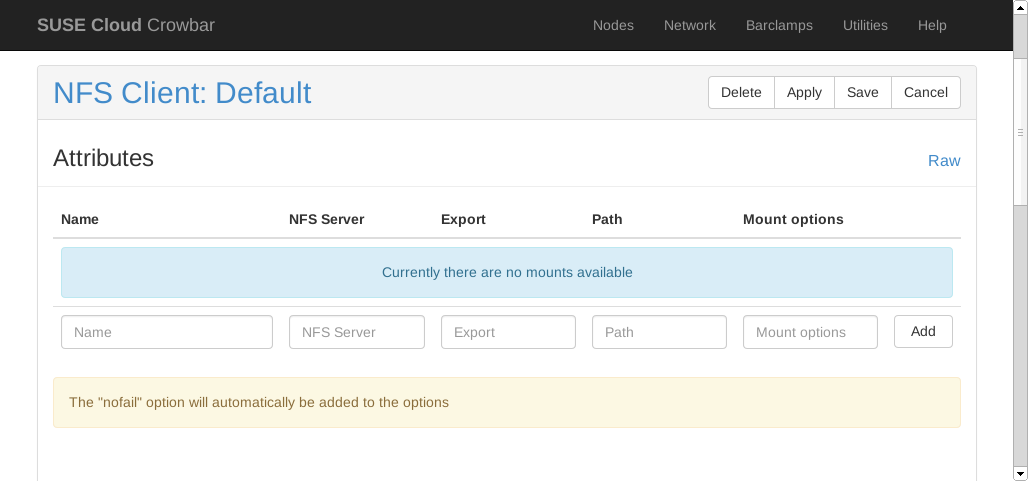 SUSE Cloud Crowbar Nodes Network Barclamps Utilities Help
NFS Client: Default Delete Apply Save Cancel
Attributes Raw
Name NFS Server Export Path Mount options
Currently there are no mounts available
Name NFS Server Export Path Mount options Add
The "nofail" option will automatically be added to the options